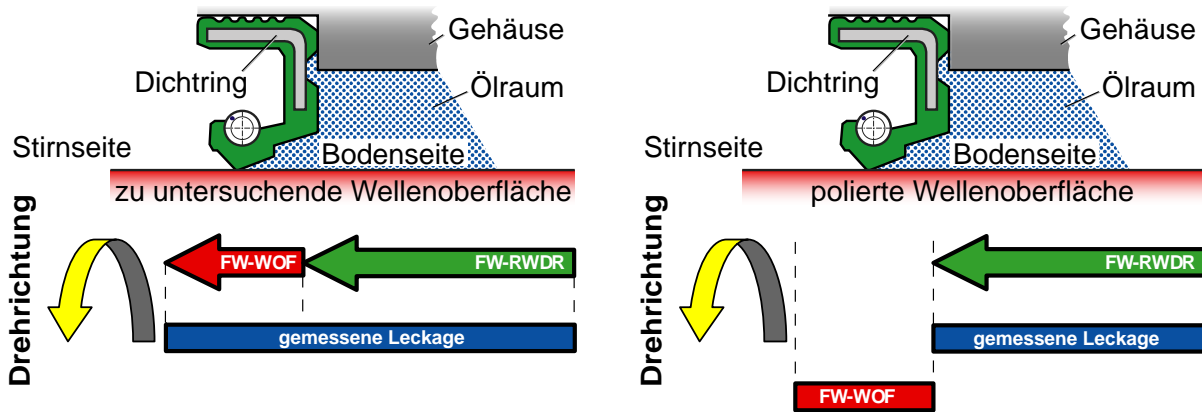 Gehäuse
Dichtring
Ölraum
Stirnseite
Bodenseite
zu untersuchende Wellenoberfläche
Drehrichtung
FW-WOF
FW-RWDR
gemessene Leckage
Gehäuse
Dichtring
Ölraum
Stirnseite
Bodenseite
polierte Wellenoberfläche
Drehrichtung
FW-RWDR
gemessene Leckage
FW-WOF